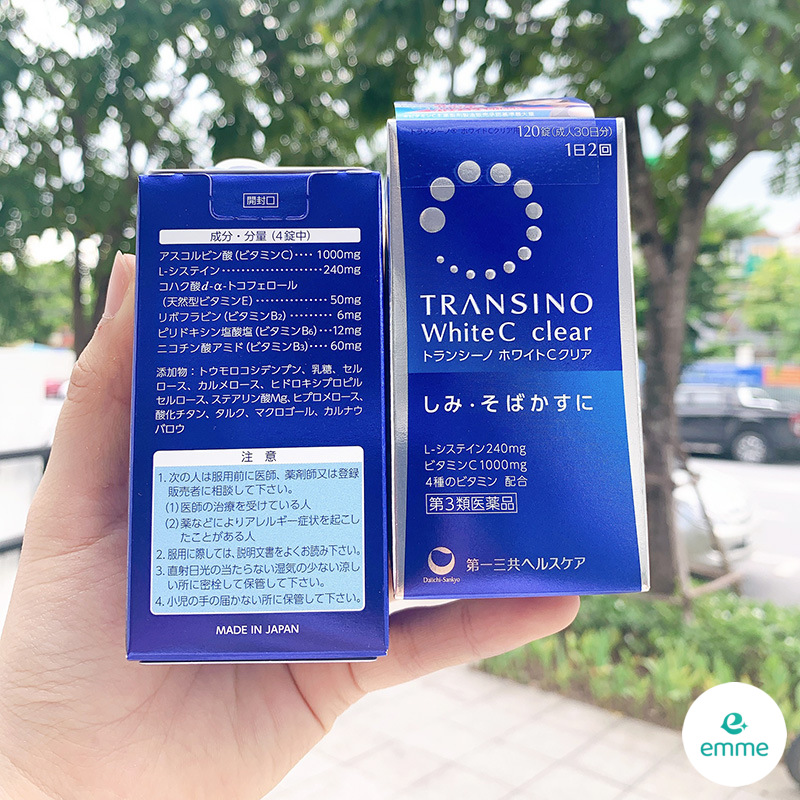 開封口
成分・分量(4錠中)
アスコルビン酸(ビタミンC)‥‥ 1000mg
L-システイン‥‥‥‥‥‥‥‥240mg
コハク酸d-α-トコフェロール
(天然型ビタミンE)‥‥‥‥‥ 50mg
リボフラビン(ビタミンB2)‥‥‥‥ 6mg
ピリドキシン塩酸塩(ビタミンB6)‥‥12mg
ニコチン酸アミド(ビタミンB3)‥‥60mg
添加物:トウモロコシデンプン、乳糖、セル
ロース、カルメロース、ヒドロキシプロピル
セルロース、ステアリン酸Mg、ヒプロメロース、
酸化チタン、タルク、マクロゴール、カルナウ
バロウ
注 意
1. 次の人は服用前に医師、薬剤師又は登録
販売者に相談して下さい。
(1)医師の治療を受けている人
(2)薬などによりアレルギー症状を起こし
たことがある人
2. 服用に際しては、説明文書をよくお読み下さい。
3. 直射日光の当たらない湿気の少ない涼し
い所に密栓して保管して下さい。
4. 小児の手の届かない所に保管して下さい。
MADE IN JAPAN
120錠(成人30日分)
1日2回
TRANSINO
White C clear
トランシーノ ホワイトCクリア
しみ・そばかすに
L-システイン240mg
ビタミンC1000mg
4種のビタミン 配合
第3類医薬品
Daiichi-Sankyo
第一三共ヘルスケア
emme